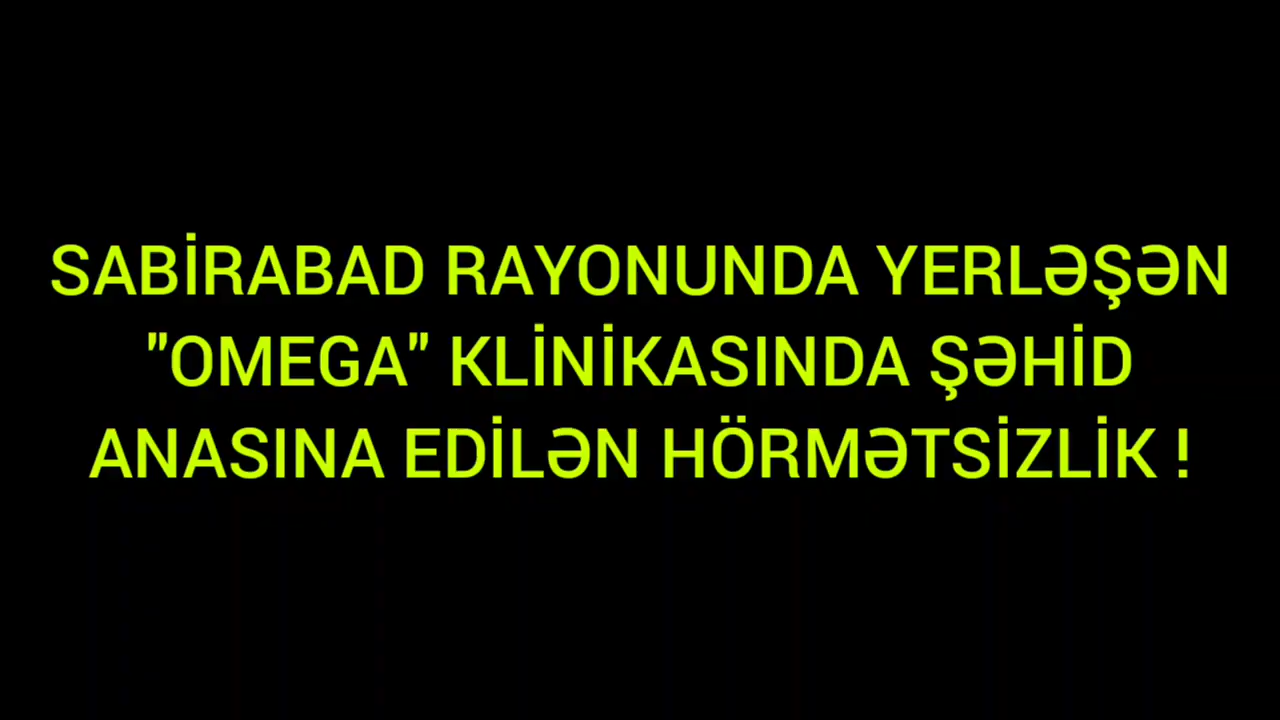 SABİRABAD RAYONUNDA YERLƏŞƏN
"OMEGA" KLİNİKASINDA ŞƏHİD
ANASINA EDİLƏN HÖRMƏTSİZLİK !